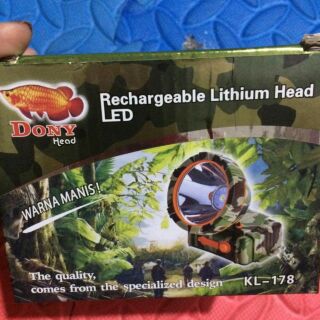 DONY
Head
Rechargeable Lithium Head
LED
WARNA MANIS!
The quality,
comes from the specialized design
KL-178